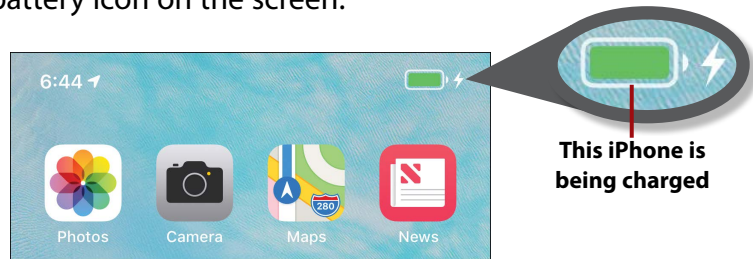 battery icon on the screen.
6:44
280
Photos Camera Maps News
This iPhone is
being charged